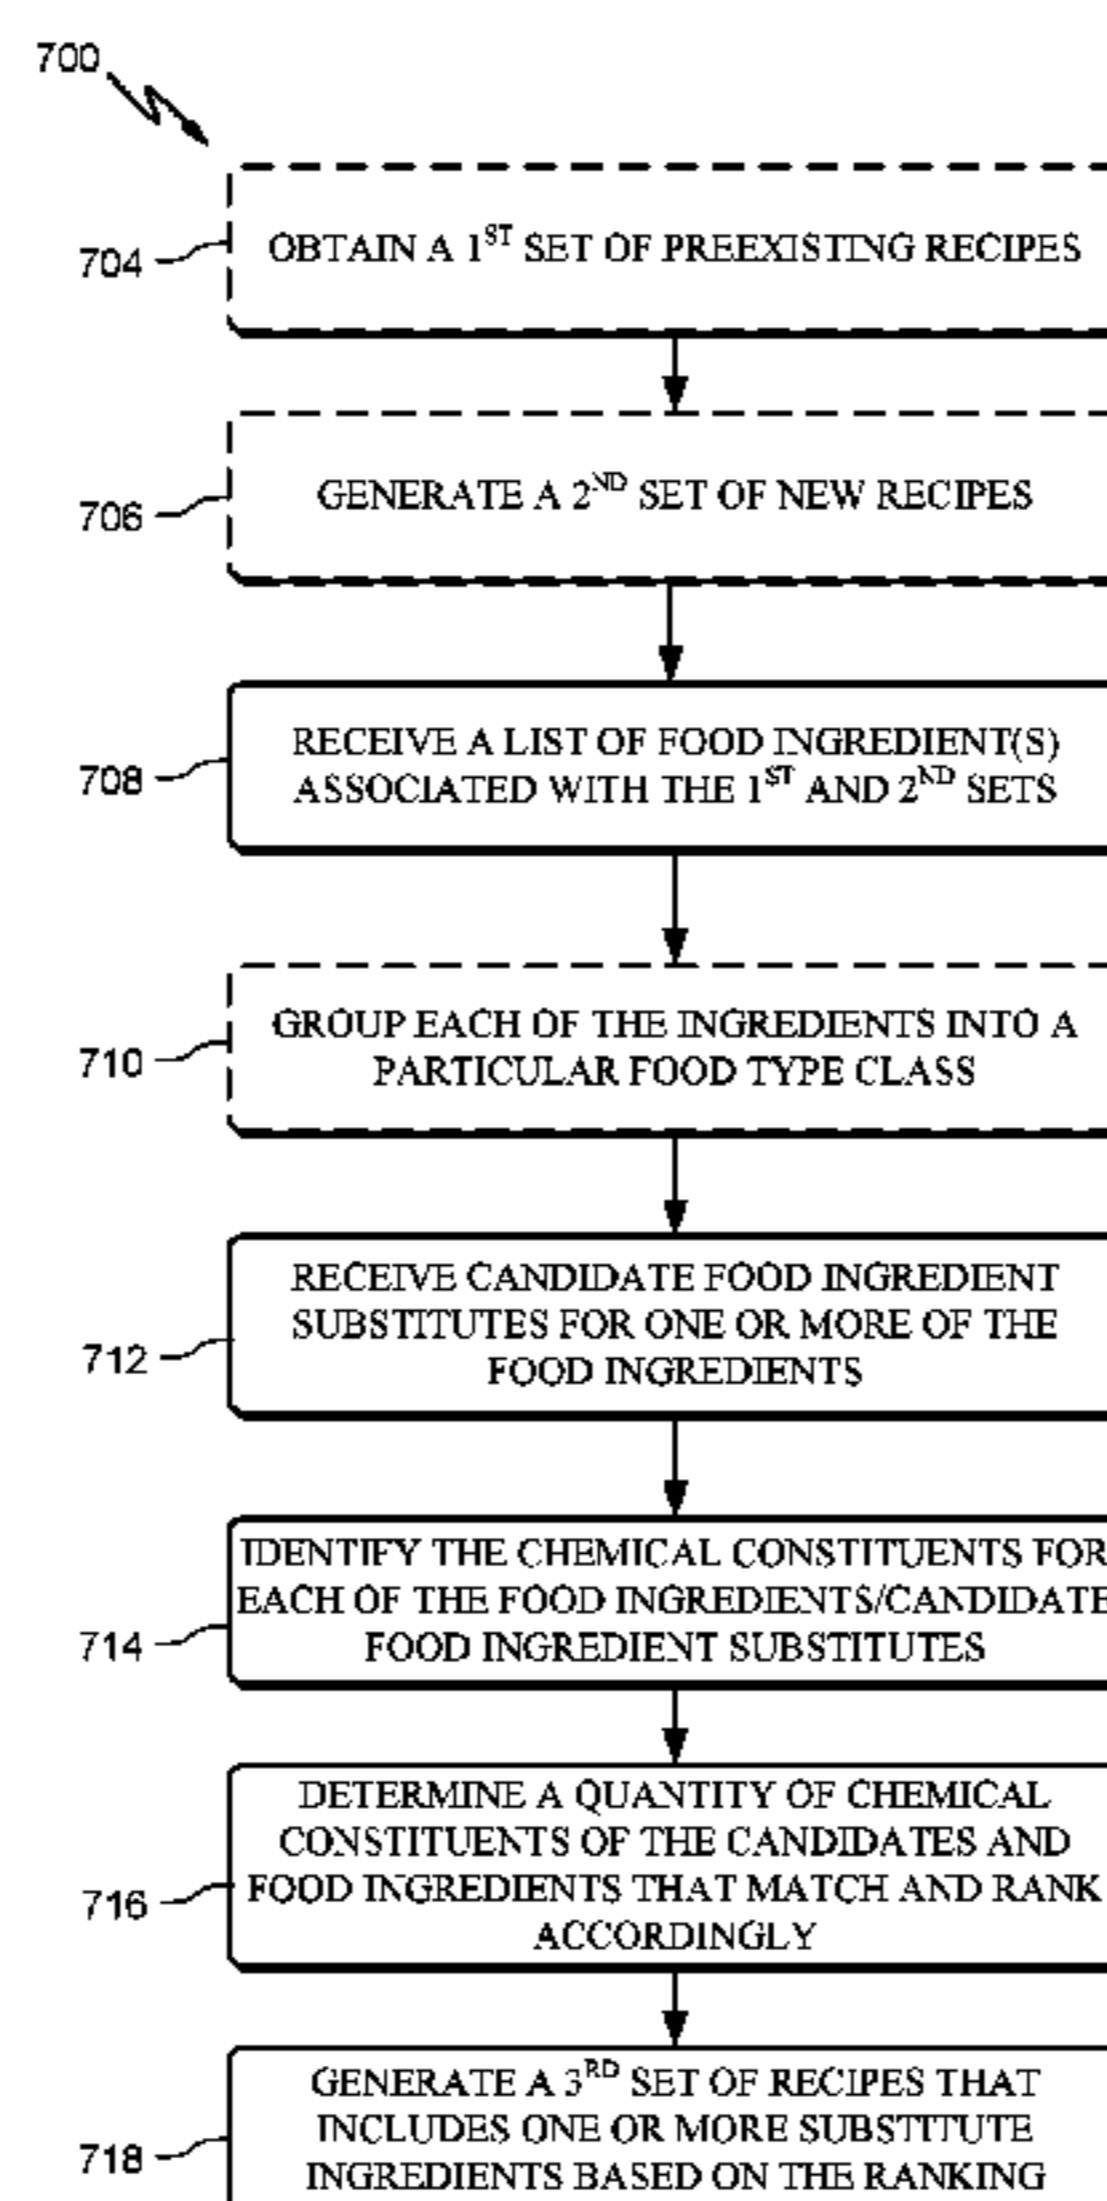 700
704
OBTAIN A 1ST SET OF PREEXISTING RECIPES
706
GENERATE A 2ND SET OF NEW RECIPES
708
RECEIVE A LIST OF FOOD INGREDIENT(S)
ASSOCIATED WITH THE 1ST AND 2ND SETS
710
GROUP EACH OF THE INGREDIENTS INTO A
PARTICULAR FOOD TYPE CLASS
712
RECEIVE CANDIDATE FOOD INGREDIENT
SUBSTITUTES FOR ONE OR MORE OF THE
FOOD INGREDIENTS
714
IDENTIFY THE CHEMICAL CONSTITUENTS FOR
EACH OF THE FOOD INGREDIENTS/CANDIDATE
FOOD INGREDIENT SUBSTITUTES
716
DETERMINE A QUANTITY OF CHEMICAL
CONSTITUENTS OF THE CANDIDATES AND
FOOD INGREDIENTS THAT MATCH AND RANK
ACCORDINGLY
718
GENERATE A 3RD SET OF RECIPES THAT
INCLUDES ONE OR MORE SUBSTITUTE
INGREDIENTS BASED ON THE RANKING